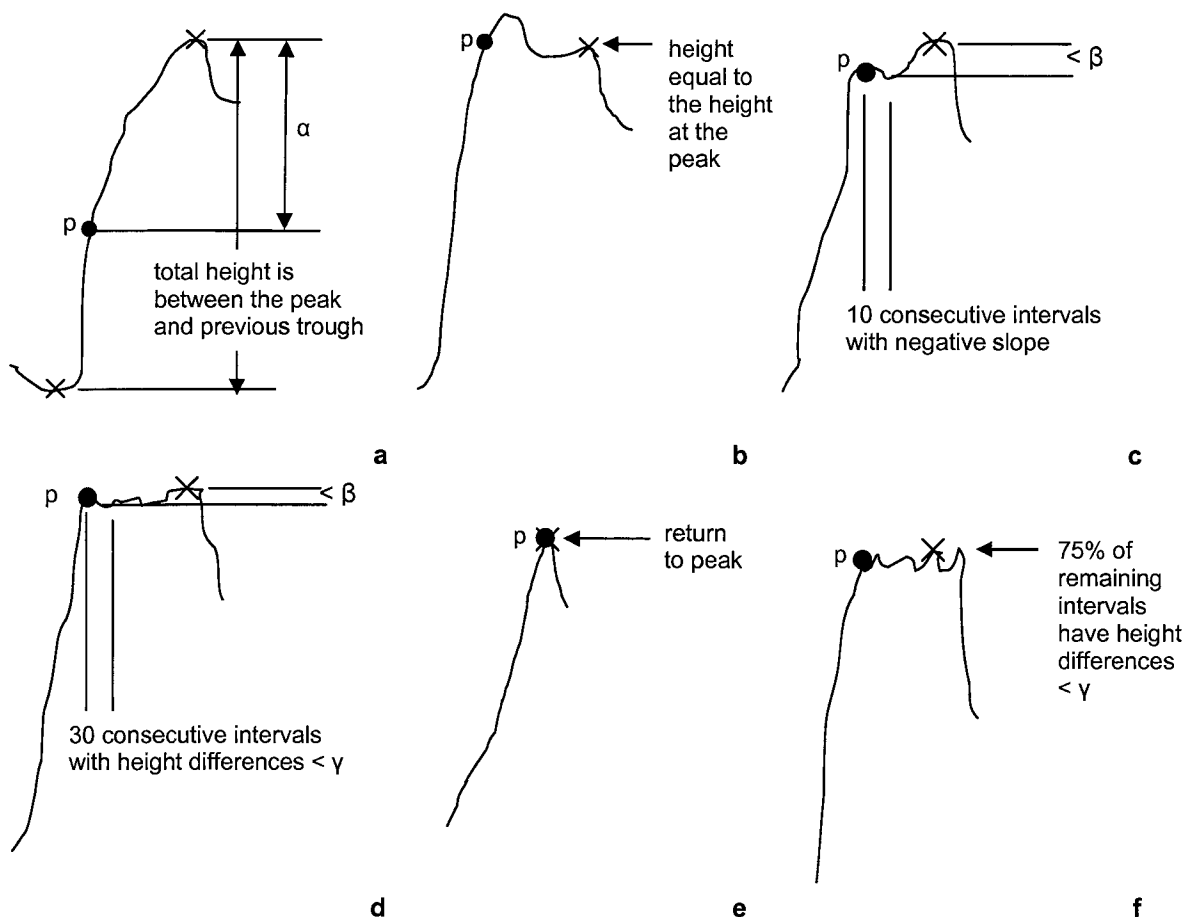 p
α
total height is
between the peak
and previous trough
a
p
height
equal to
the height
at the
peak
b
p
< β
10 consecutive intervals
with negative slope
c
p
< β
30 consecutive intervals
with height differences < γ
d
p
return
to peak
e
p
75% of
remaining
intervals
have height
differences
< γ
f